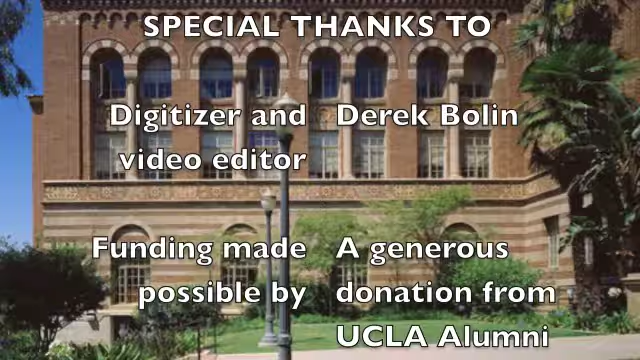 SPECIAL THANKS TO
Digitizer and
video editor
Derek Bolin
Funding made
possible by
A generous
donation from
UCLA Alumni